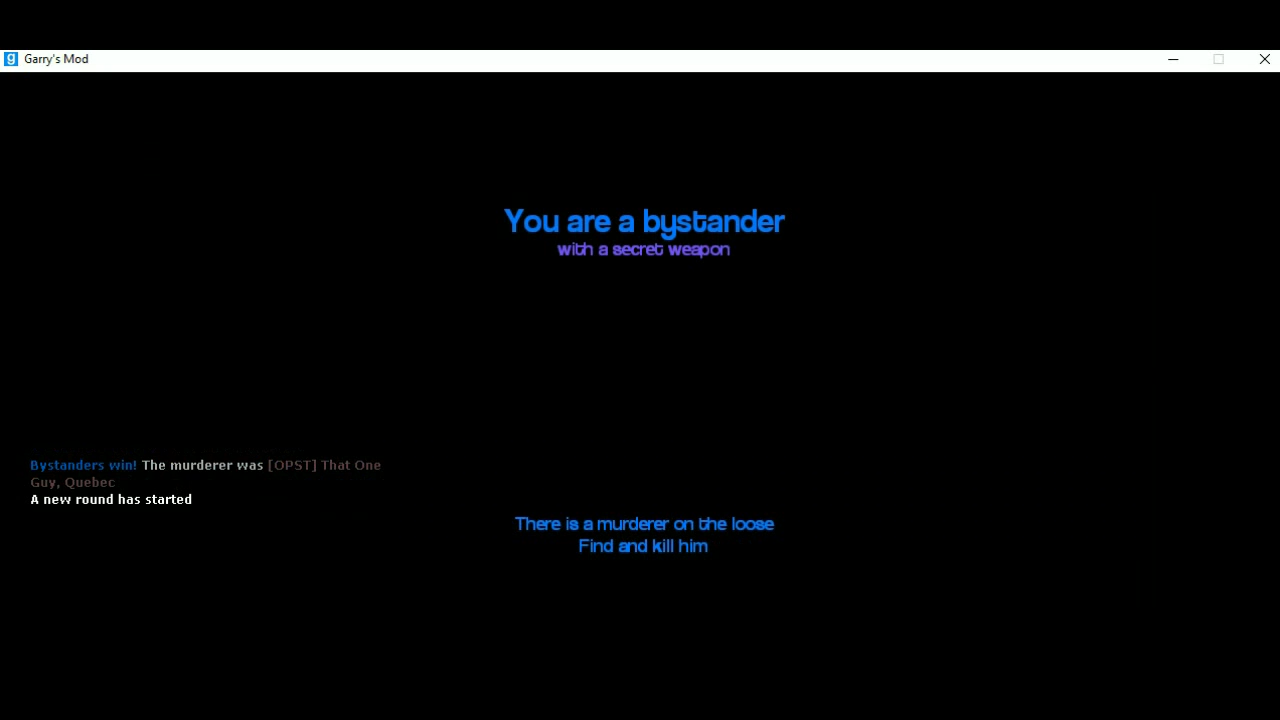 g Garry's Mod
You are a bystander
with a secret weapon
Bystanders win! The murderer was [OPST] That One
Guy, Quebec
A new round has started
There is a murderer on the loose
Find and kill him